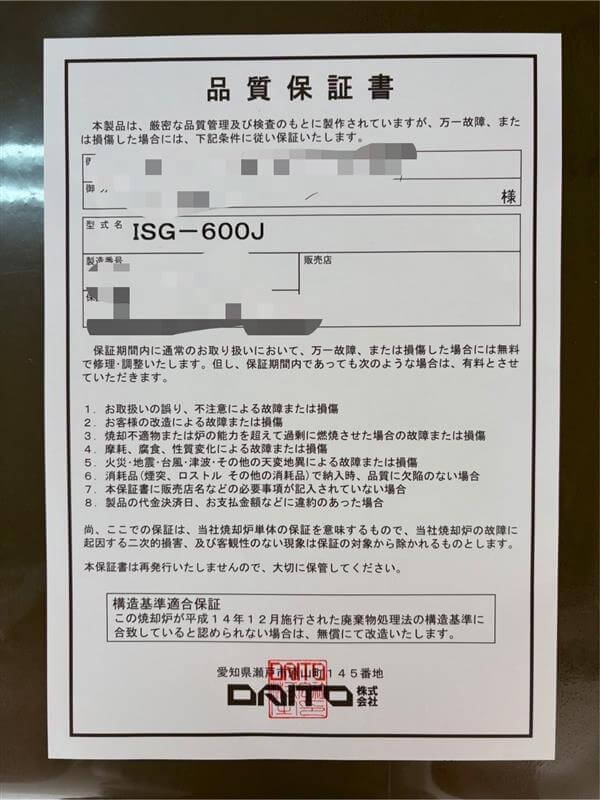 品質保証書
本製品は、厳密な品質管理及び検査のもとに製作されていますが、万一故障、また
は損傷した場合には、下記条件に従い保証いたします。
御
様
型式名 ISG-600J
製造番号
販売店
保
保証期間内に通常のお取り扱いにおいて、万一故障、または損傷した場合には無料
で修理・調整いたします。但し、保証期間内であっても次のような場合は、有料とさせ
ていただきます。
1. お取扱いの誤り、不注意による故障または損傷
2. お客様の改造による故障または損傷
3. 焼却不適物または炉の能力を超えて過剰に燃焼させた場合の故障または損傷
4. 摩耗、腐食、性質変化による故障または損傷
5. 火災・地震・台風・津波・その他の天変地異による故障または損傷
6. 消耗品(煙突、ロストル その他の消耗品)で納入時、品質に欠陥のない場合
7. 本保証書に販売店名などの必要事項が記入されていない場合
8. 製品の代金決済日、お支払金額などに違約のあった場合
尚、ここでの保証は、当社焼却炉単体の保証を意味するもので、当社焼却炉の故障に
起因する二次的損害、及び客観性のない現象は保証の対象から除かれるものとします。
本保証書は再発行いたしませんので、大切に保管してください。
構造基準適合保証
この焼却炉が平成14年12月施行された廃棄物処理法の構造基準に
合致していると認められない場合は、無償にて改造いたします。
愛知県瀬戸市山町145番地
DAITO 株式会社
DAITO